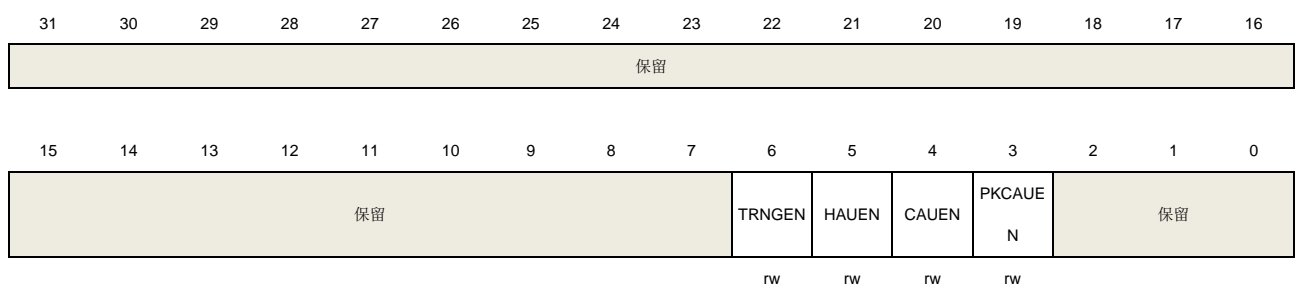 31 30 29 28 27 26 25 24 23 22 21 20 19 18 17 16
保留
15 14 13 12 11 10 9 8 7 6 5 4 3 2 1 0
保留 TRNGEN HAUEN CAUEN PKCAUE N 保留
rw rw rw rw